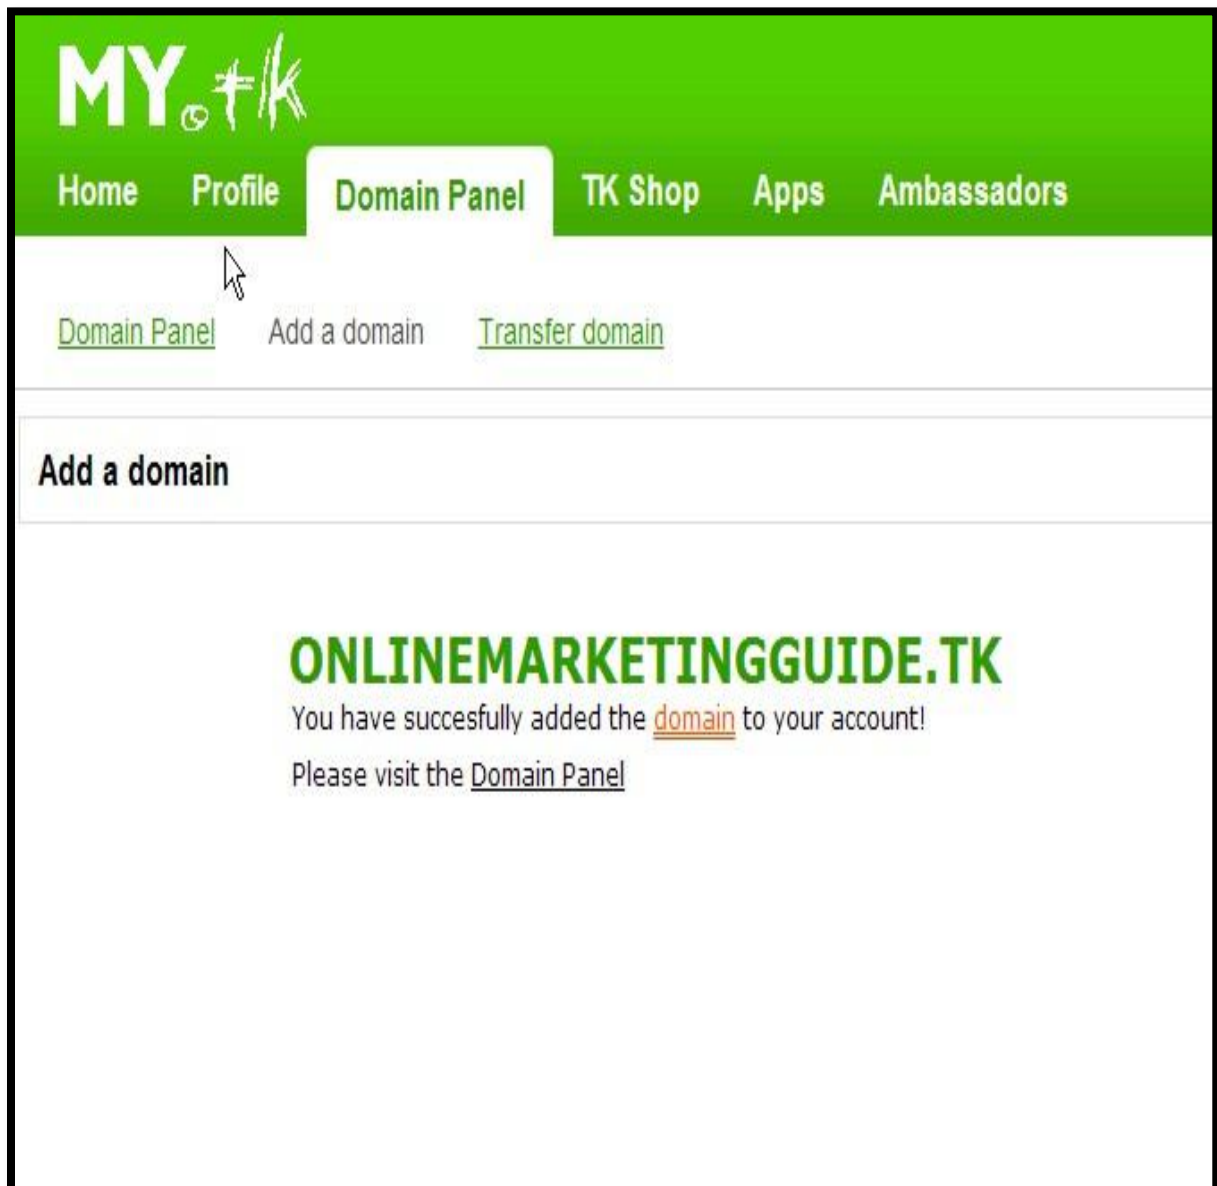 MY.tk
Home Profile Domain Panel TK Shop Apps Ambassadors
Domain Panel Add a domain Transfer domain
Add a domain
ONLINEMARKETINGGUIDE.TK
You have succesfully added the domain to your account!
Please visit the Domain Panel